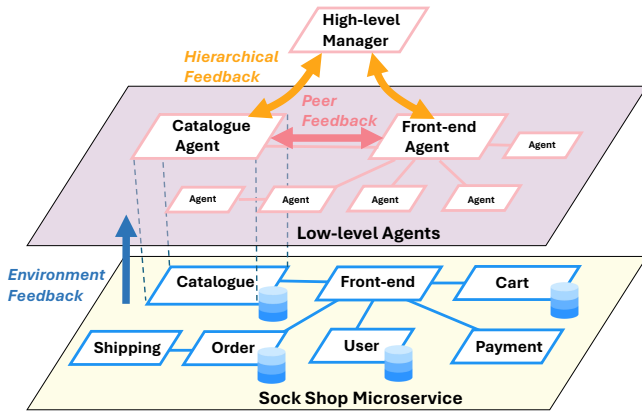 High-level
Manager
Hierarchical
Feedback
Peer
Feedback
Catalogue
Agent
Front-end
Agent
Agent
Agent
Agent
Agent
Agent
Low-level Agents
Environment
Feedback
Catalogue
Front-end
Cart
Shipping
Order
User
Payment
Sock Shop Microservice